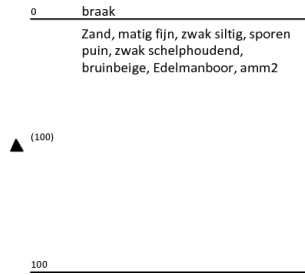 0 braak
Zand, matig fijn, zwak siltig, sporen
puin, zwak schelphoudend,
bruinbeige, Edelmanboor, amm2
(100)
100